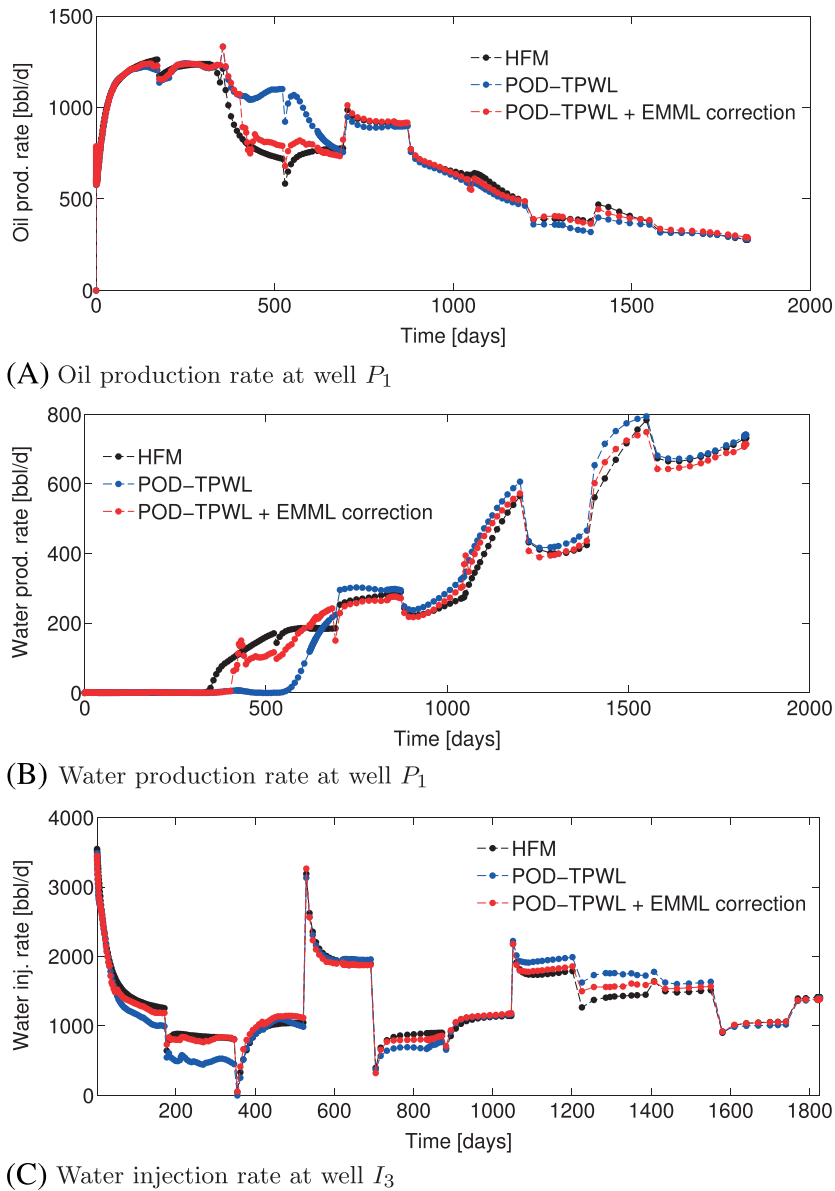 1500
1000
500
0
Oil prod. rate [bbl/d]
HFM
POD−TPWL
POD−TPWL + EMML correction
0 500 1000 1500 2000
Time [days]
(A) Oil production rate at well P1
800
600
400
200
0
Water prod. rate [bbl/d]
HFM
POD−TPWL
POD−TPWL + EMML correction
0 500 1000 1500 2000
Time [days]
(B) Water production rate at well P1
4000
3000
2000
1000
0
Water inj. rate [bbl/d]
HFM
POD−TPWL
POD−TPWL + EMML correction
200 400 600 800 1000 1200 1400 1600 1800
Time [days]
(C) Water injection rate at well I3